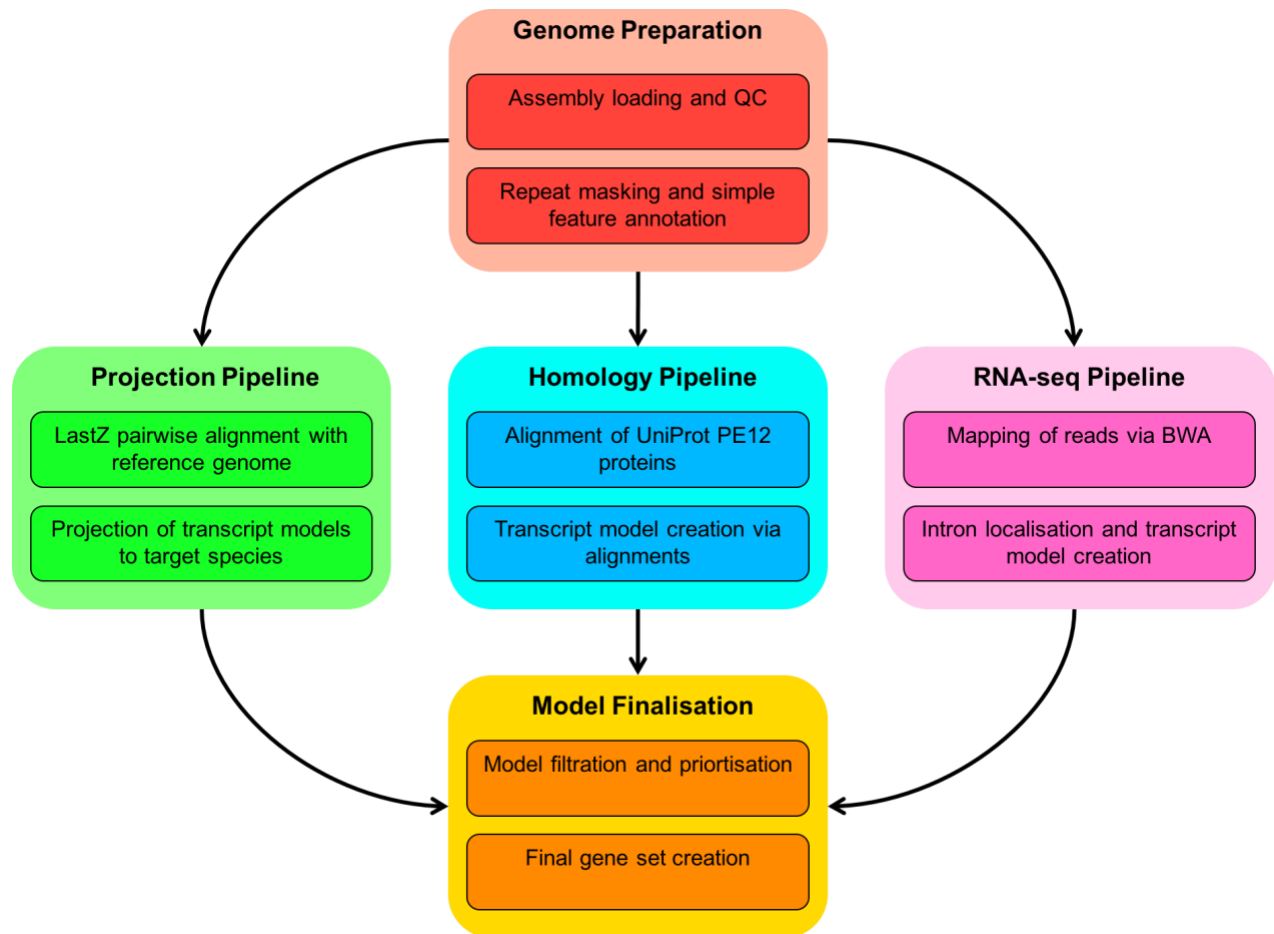 Genome Preparation
Assembly loading and QC
Repeat masking and simple
feature annotation
Projection Pipeline
LastZ pairwise alignment with
reference genome
Projection of transcript models
to target species
Homology Pipeline
Alignment of UniProt PE12
proteins
Transcript model creation via
alignments
RNA-seq Pipeline
Mapping of reads via BWA
Intron localisation and transcript
model creation
Model Finalisation
Model filtration and priortisation
Final gene set creation